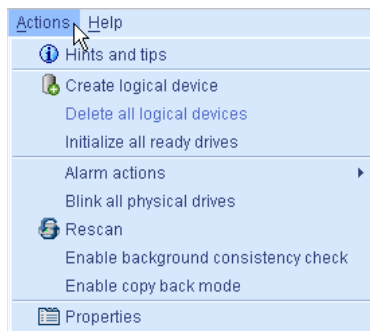 Actions Help
Hints and tips
Create logical device
Delete all logical devices
Initialize all ready drives
Alarm actions
Blink all physical drives
Rescan
Enable background consistency check
Enable copy back mode
Properties